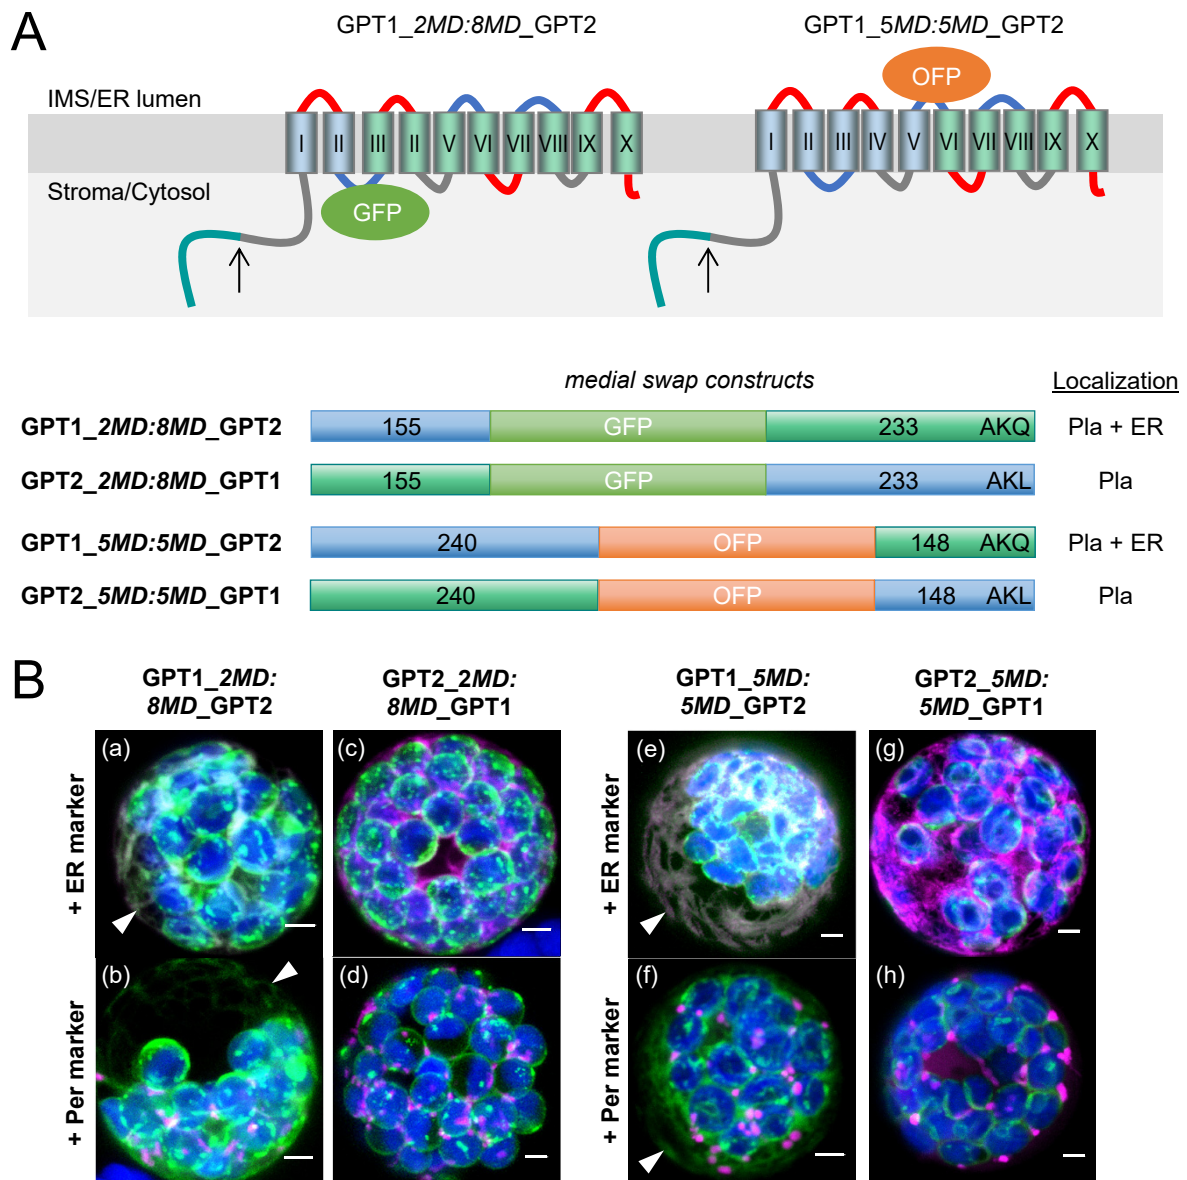 A
GPT1_2MD:8MD_GPT2
GPT1_5MD:5MD_GPT2
IMS/ER lumen
OFP
I II III II V VI VII VIII IX X
I II III IV V VI VII VIII IX X
Stroma/Cytosol
GFP
medial swap constructs
Localization
GPT1_2MD:8MD_GPT2 155 GFP 233 AKQ Pla + ER
GPT2_2MD:8MD_GPT1 155 GFP 233 AKL Pla
GPT1_5MD:5MD_GPT2 240 OFP 148 AKQ Pla + ER
GPT2_5MD:5MD_GPT1 240 OFP 148 AKL Pla
B
GPT1_2MD:
8MD_GPT2
GPT2_2MD:
8MD_GPT1
GPT1_5MD:
5MD_GPT2
GPT2_5MD:
5MD_GPT1
+ ER marker
(a)
(c)
+ ER marker
(e)
(g)
+ Per marker
(b)
(d)
+ Per marker
(f)
(h)